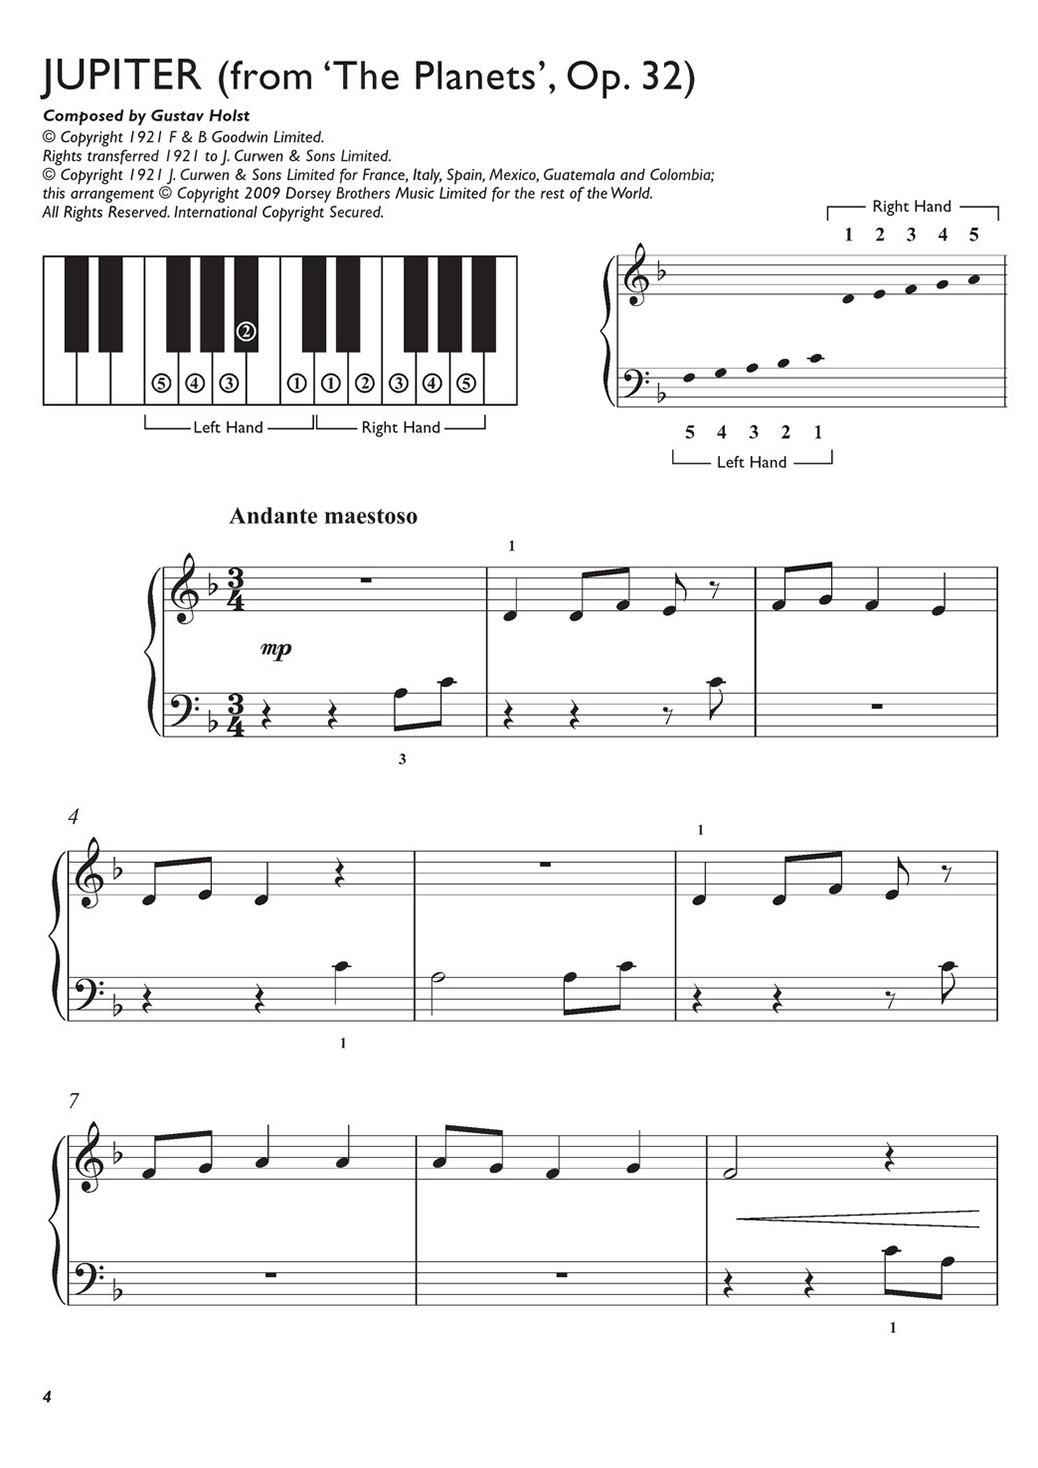 JUPITER (from ‘The Planets’, Op. 32)
Composed by Gustav Holst
© Copyright 1921 F & B Goodwin Limited.
Rights transferred 1921 to J. Curwen & Sons Limited.
© Copyright 1921 J. Curwen & Sons Limited for France, Italy, Spain, Mexico, Guatemala and Colombia;
this arrangement © Copyright 2009 Dorsey Brothers Music Limited for the rest of the World.
All Rights Reserved. International Copyright Secured.
2
5 4 3 1 1 2 3 4 5
Left Hand Right Hand
Right Hand
1 2 3 4 5
5 4 3 2 1
Left Hand
Andante maestoso
1
3 4
mp
3 4
3
4
1
1
7
1
4